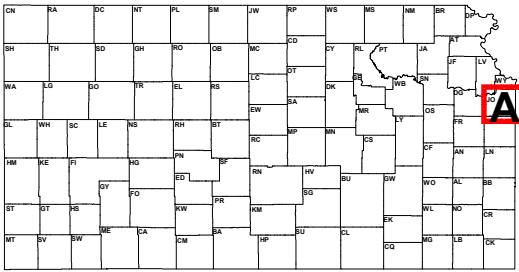 CN RA DC NT PL SM JW RP WS MS NM BR DP
CD AT
SH TH SD GH RO OB MC CY RL PT JA JF LV
LC OT GE WB SN WY
WA LG GO TR EL RS DK DG JO A
SA MR OS
EW LY FR
GL WH SC LE NS RH BT MP MN
RC CS CF
PN AN LN
HM KE FI HG SF RN HV
ED BU GW WO AL BB
GY SG
FO PR
ST GT HS KW KM WL NO CR
EK
ME CA BA SU CL
MT SV SW CM HP CQ MG LB CK